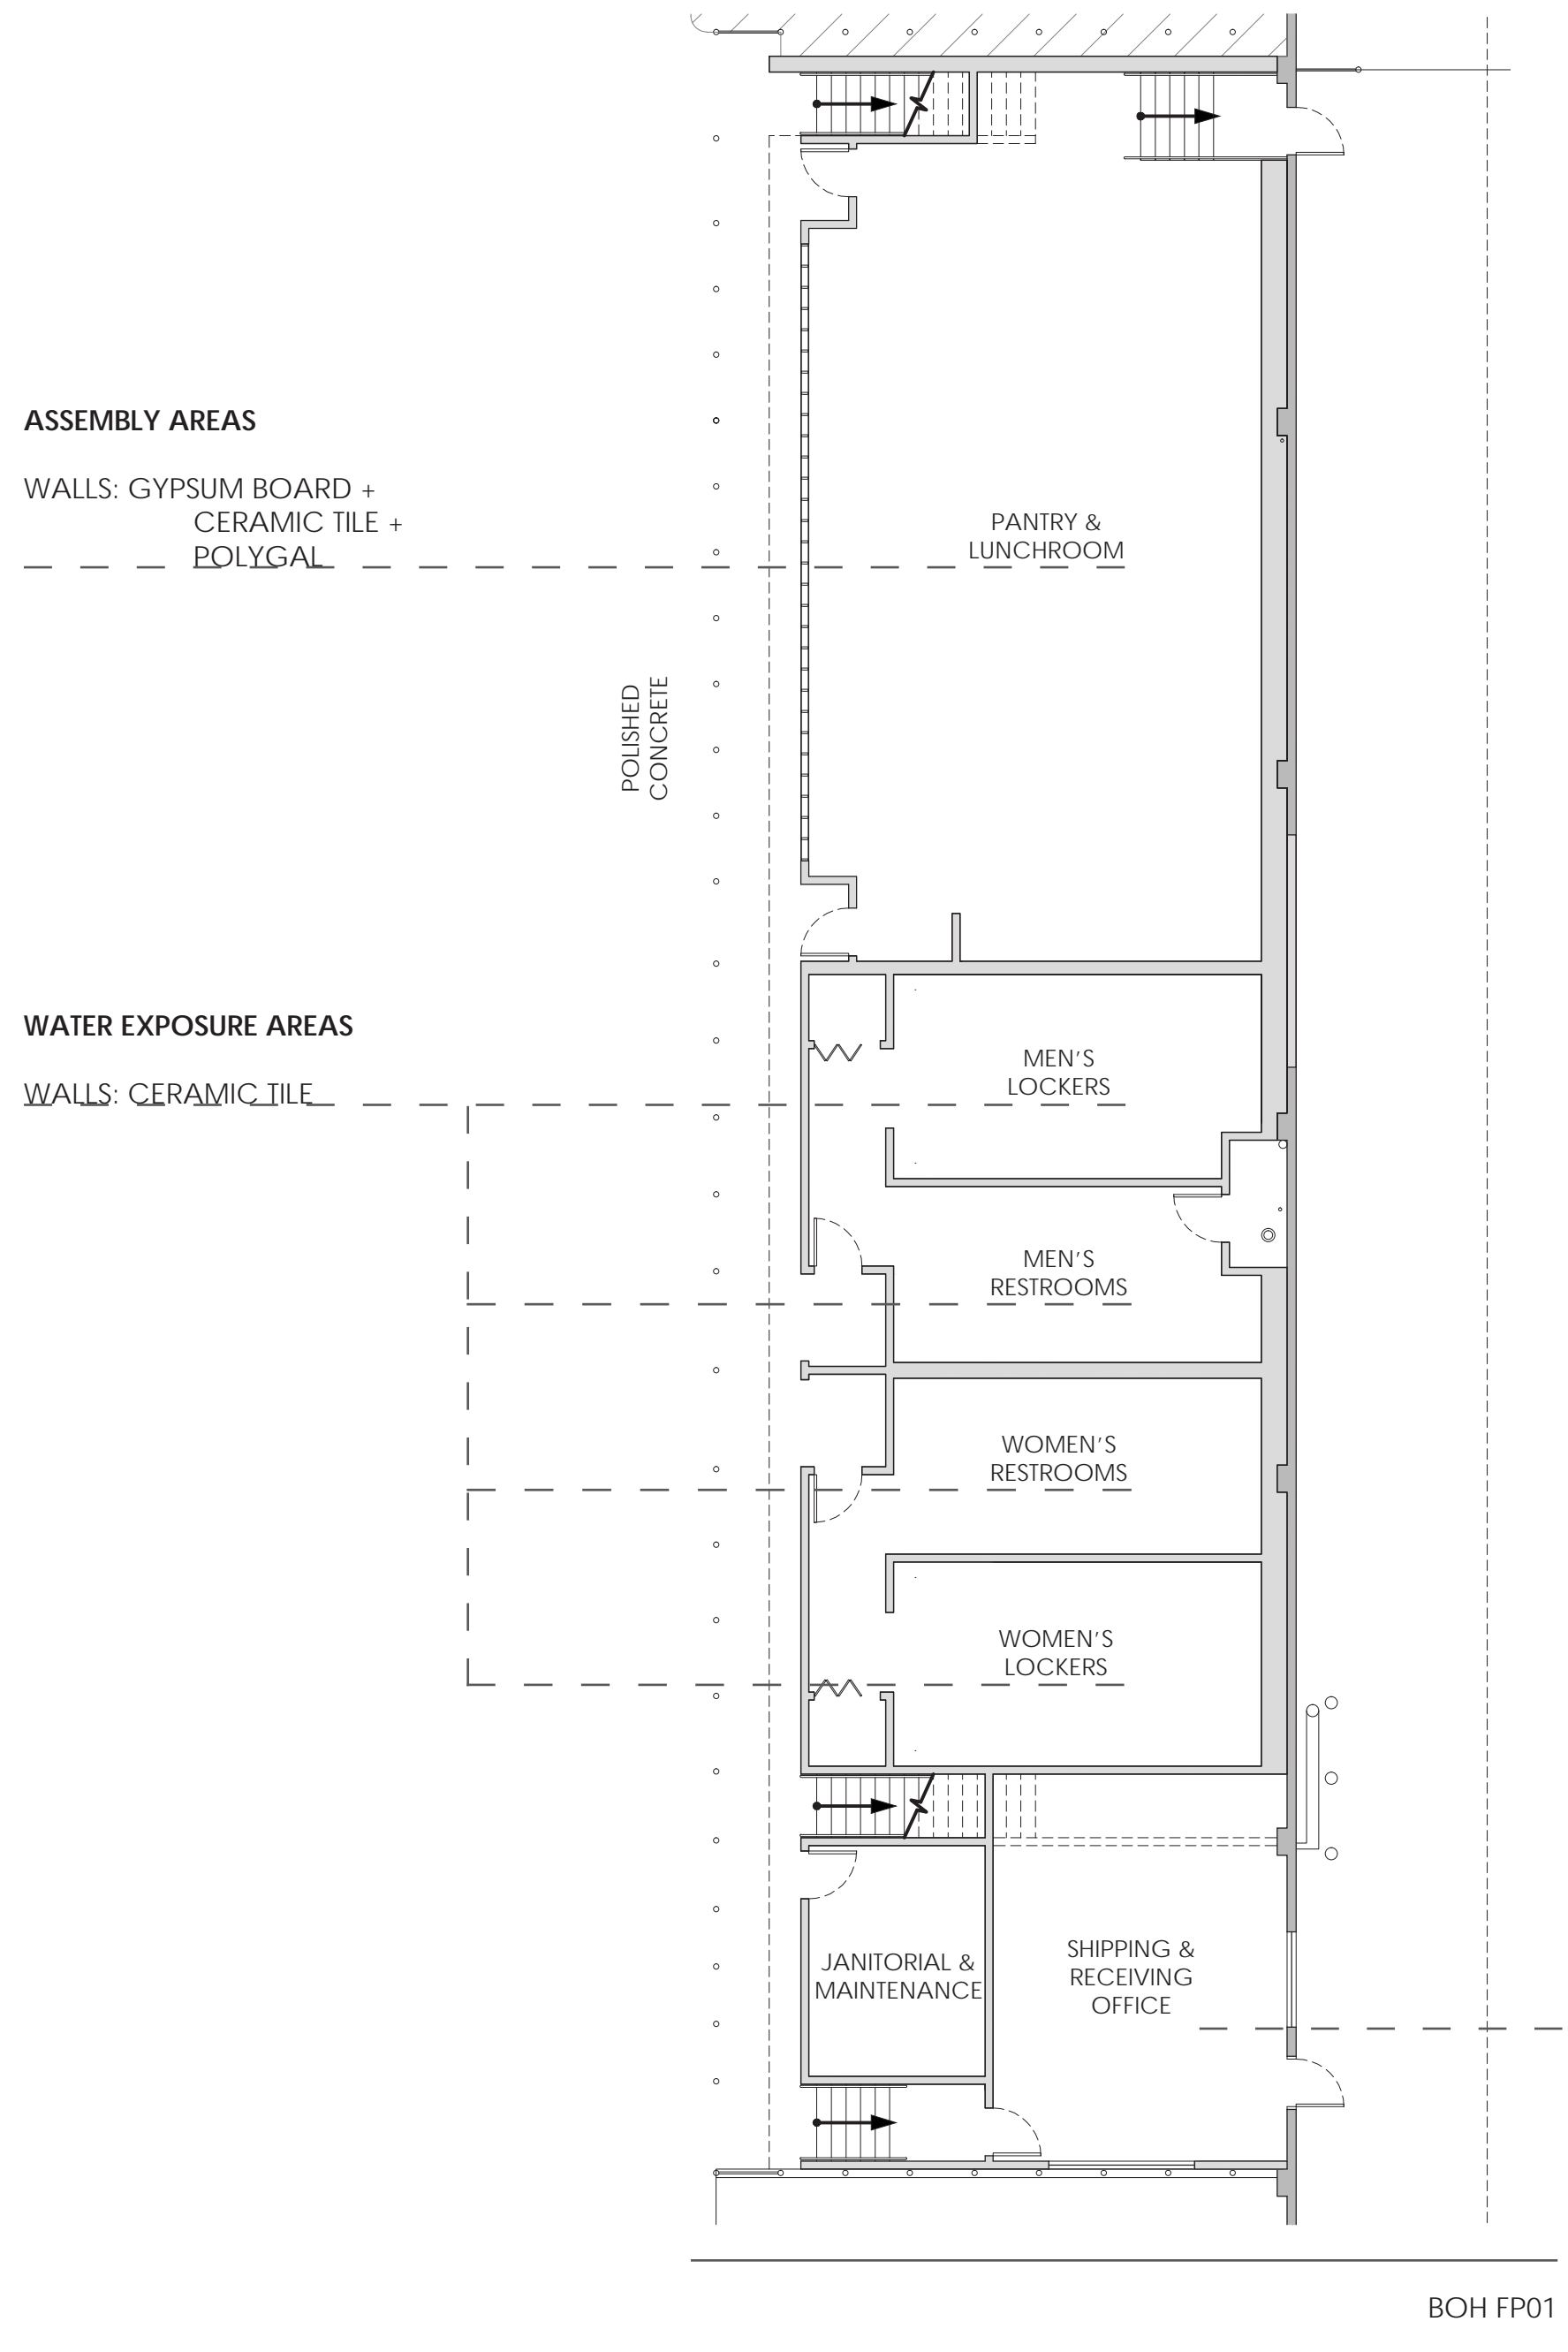 ASSEMBLY AREAS
WALLS: GYPSUM BOARD +
CERAMIC TILE +
POLYGAL
PANTRY &
LUNCHROOM
POLISHED
CONCRETE
WATER EXPOSURE AREAS
WALLS: CERAMIC TILE
MEN'S
LOCKERS
MEN'S
RESTROOMS
WOMEN'S
RESTROOMS
WOMEN'S
LOCKERS
JANITORIAL &
MAINTENANCE
SHIPPING &
RECEIVING
OFFICE
BOH FP01